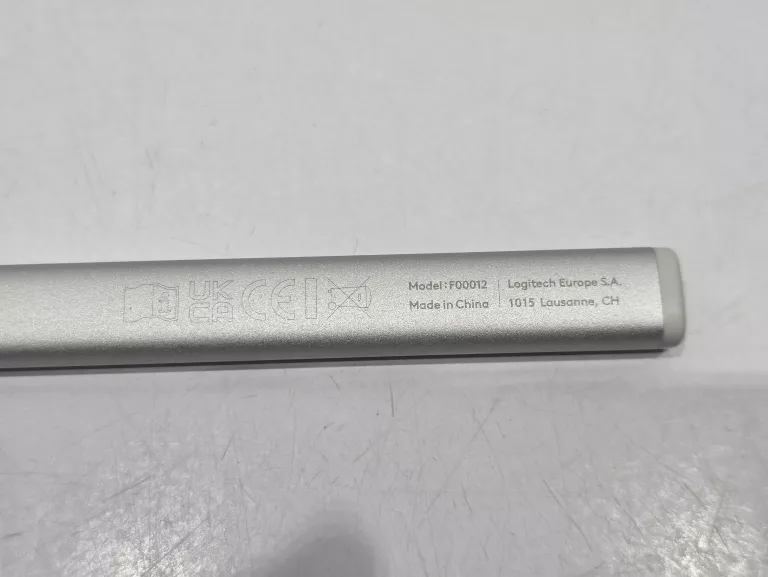 UK
CA
CE
Model: F00012
Made in China
Logitech Europe S.A.
1015 Lausanne, CH